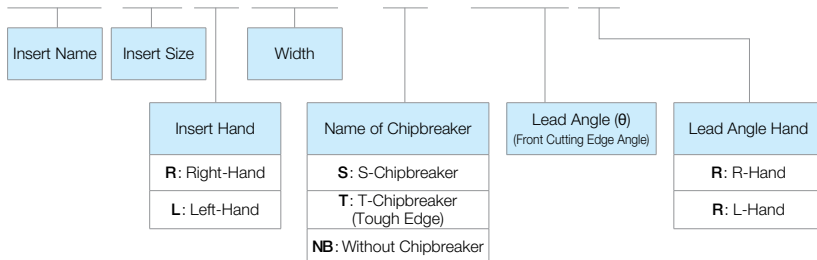 Insert Name
Insert Size
Width
Insert Hand
R: Right-Hand
L: Left-Hand
Name of Chipbreaker
S: S-Chipbreaker
T: T-Chipbreaker
(Tough Edge)
NB: Without Chipbreaker
Lead Angle (θ)
(Front Cutting Edge Angle)
Lead Angle Hand
R: R-Hand
R: L-Hand